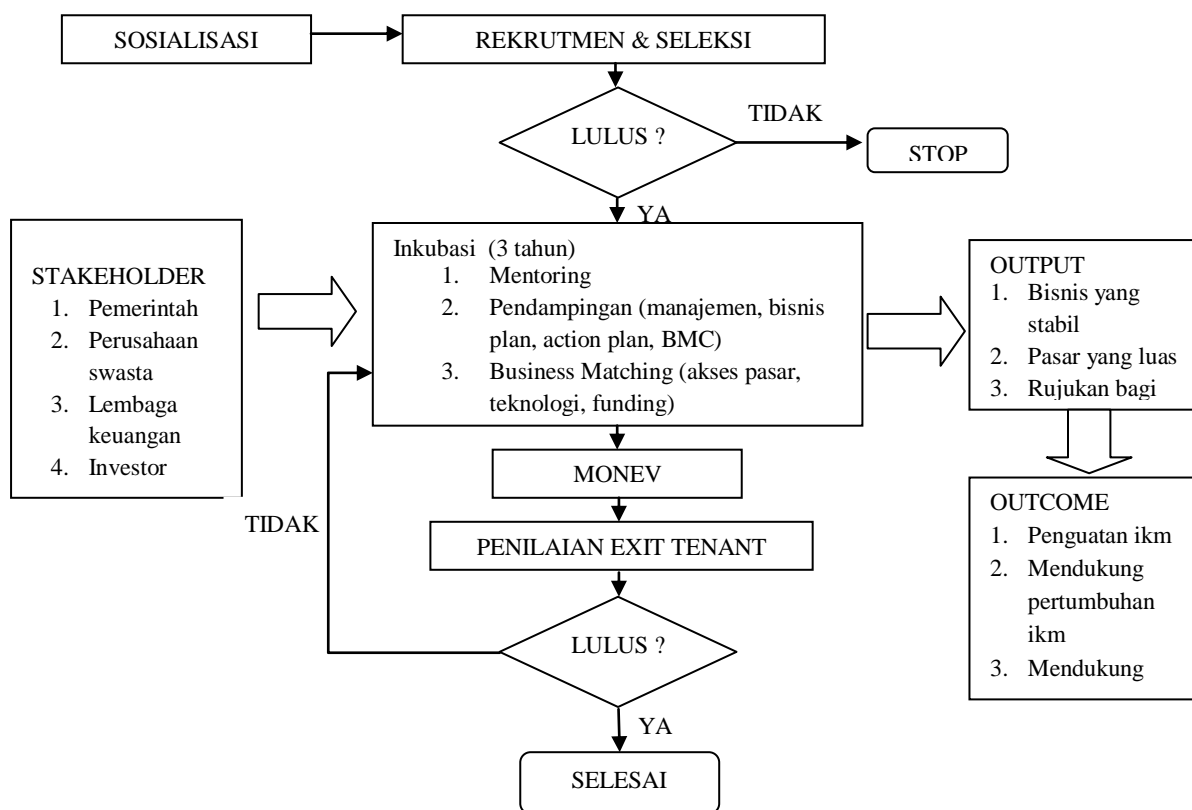 SOSIALISASI
REKRUTMEN & SELEKSI
LULUS ?
TIDAK
STOP
YA
STAKEHOLDER
1. Pemerintah
2. Perusahaan
swasta
3. Lembaga
keuangan
4. Investor
Inkubasi (3 tahun)
1. Mentoring
2. Pendampingan (manajemen, bisnis
plan, action plan, BMC)
3. Business Matching (akses pasar,
teknologi, funding)
OUTPUT
1. Bisnis yang
stabil
2. Pasar yang luas
3. Rujukan bagi
MONEV
PENILAIAN EXIT TENANT
TIDAK
LULUS ?
YA
SELESAI
OUTCOME
1. Penguatan ikm
2. Mendukung
pertumbuhan
ikm
3. Mendukung